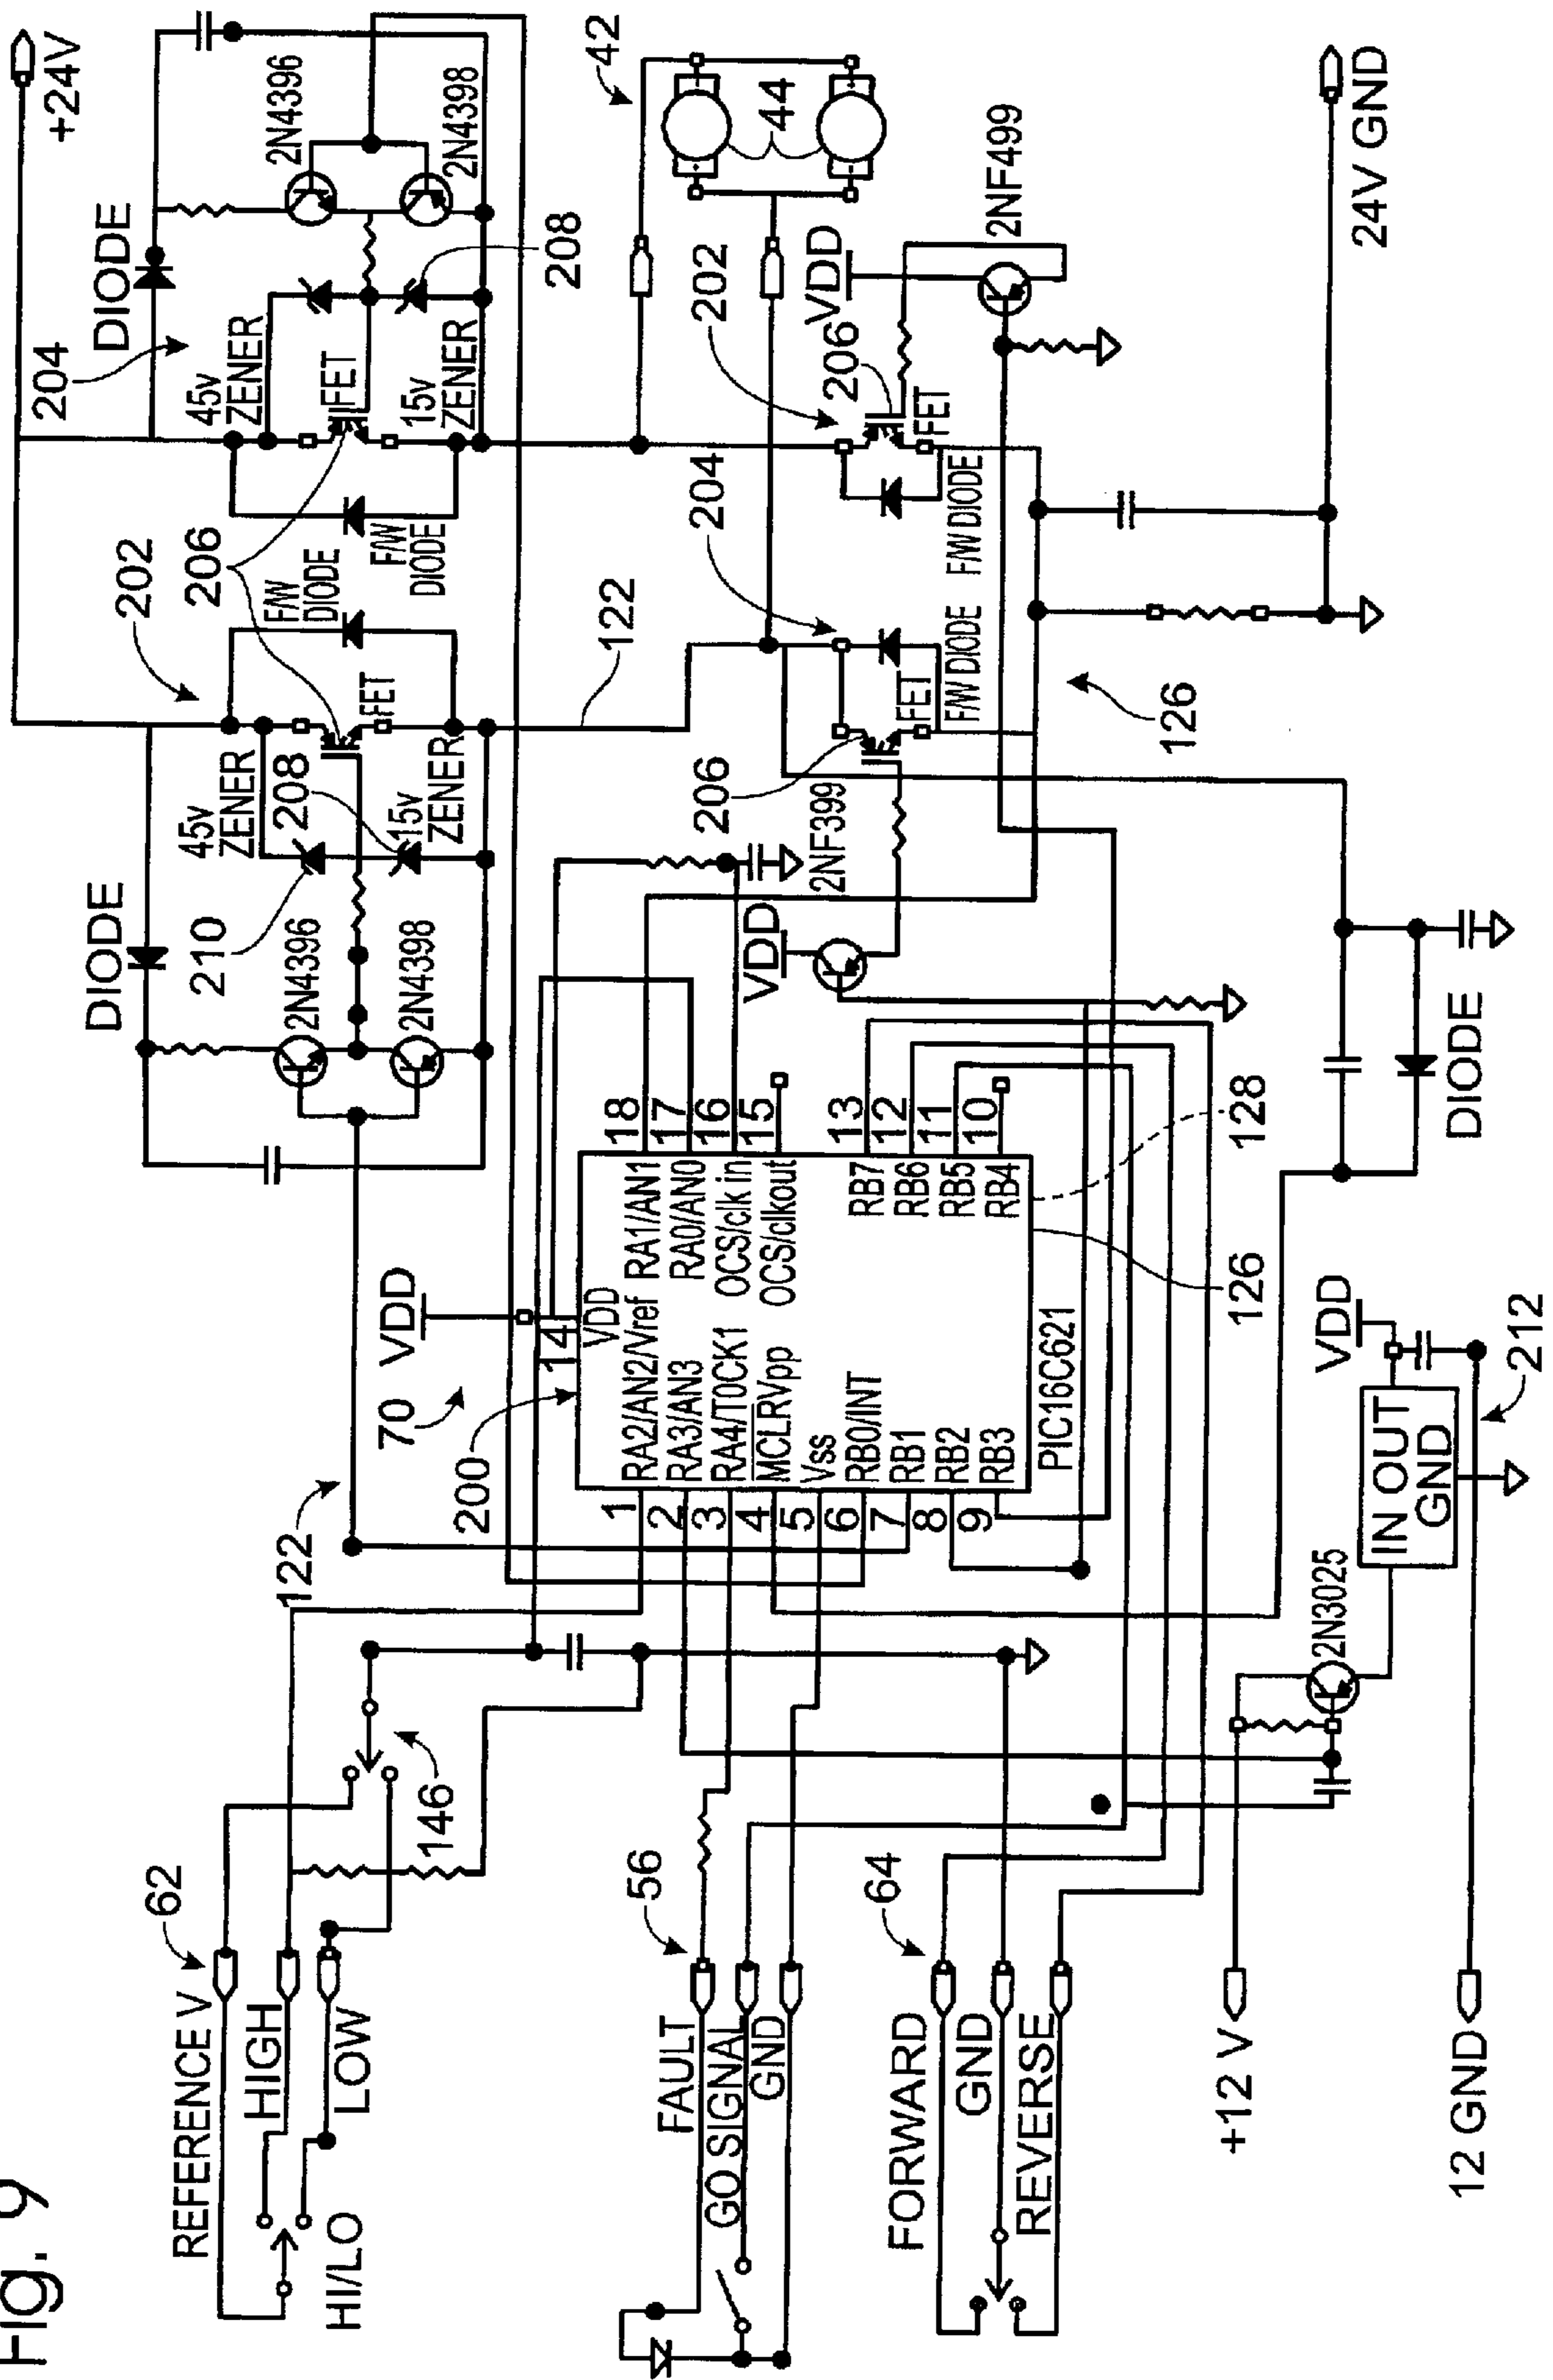 Fig. 9
REFERENCE V
62
HIGH
LOW
HI/LO
146
FAULT
56
GO SIGNAL
GND
FORWARD
64
GND
REVERSE
+12 V
12 GND
2N3025
IN OUT
GND
VDD
212
122
70
VDD
200
14
VDD
1
RA2/AN2/Vref
2
RA3/AN3
3
RA4/TOCK1
4
MCLRVpp
5
Vss
6
RB0/INT
7
RB1
8
RB2
9
RB3
18
RA1/AN1
17
RA0/AN0
16
OCS/clk in
15
OCS/clkout
13
RB7
12
RB6
11
RB5
10
RB4
PIC16C621
126
128
DIODE
DIODE
210
2N4396
2N4398
45v
ZENER
208
15v
ZENER
FET
202
206
F/W
DIODE
F/W
DIODE
122
VDD
2NF399
206
FET
204
F/W DIODE
F/W DIODE
126
204
DIODE
45v
ZENER
FET
15v
ZENER
208
2N4396
2N4398
+24V
42
44
202
206
VDD
FET
2NF499
24V GND